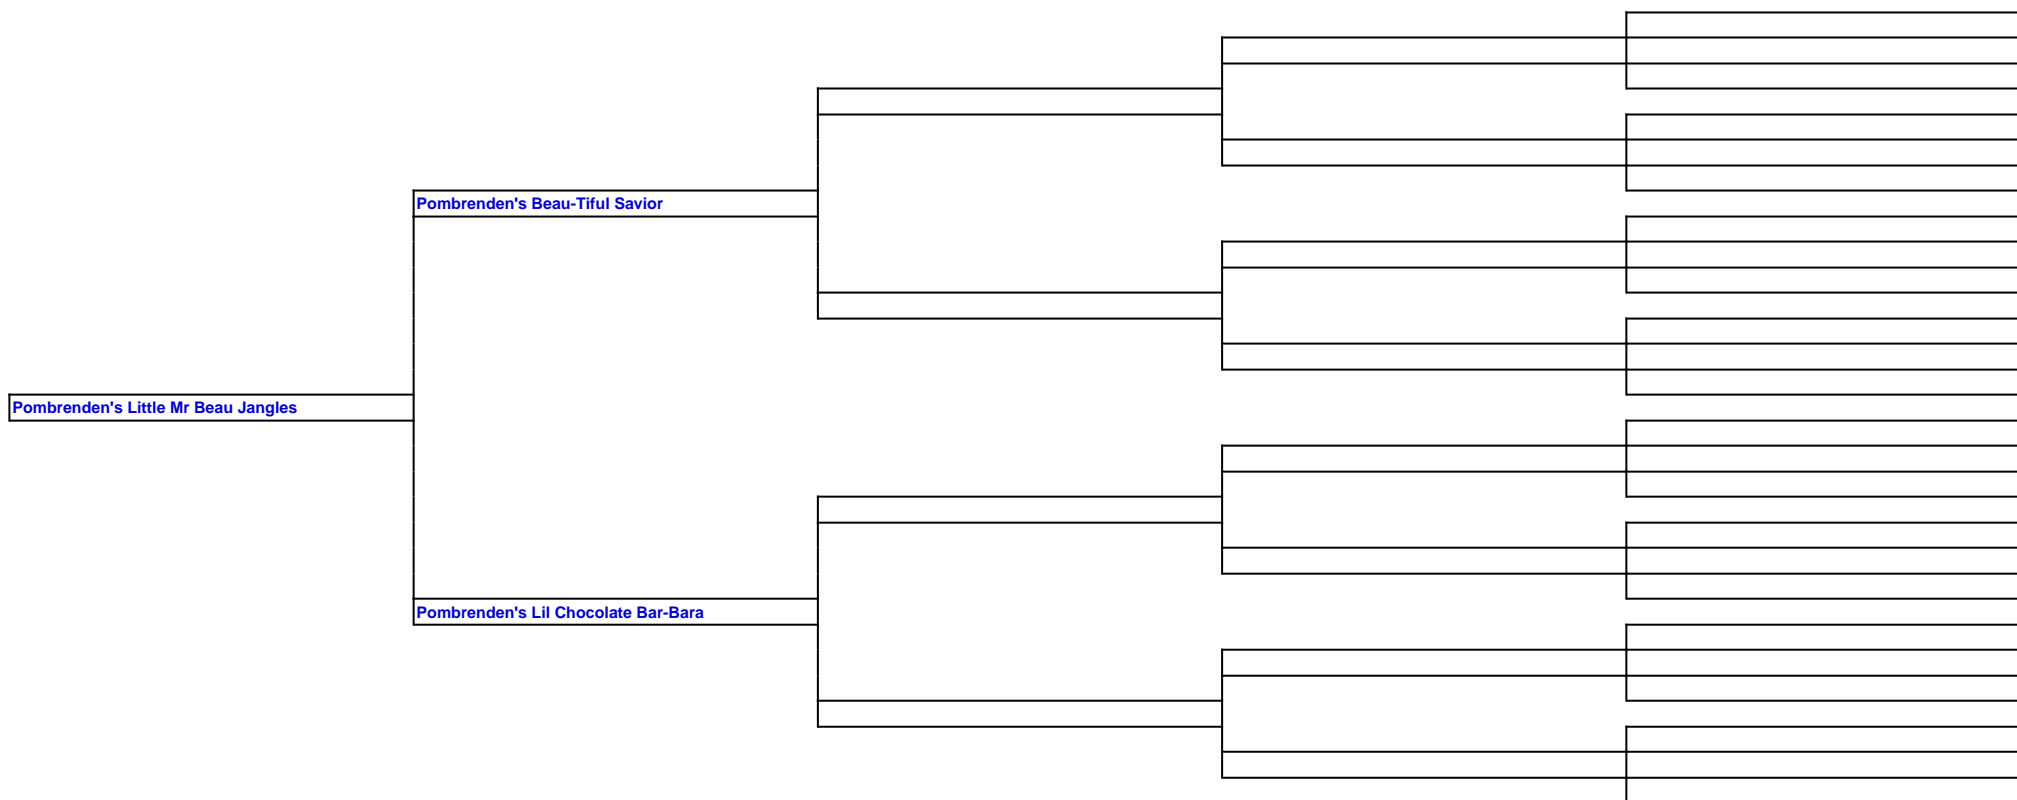 Pombrenden's Beau-Tiful Savior
Pombrenden's Little Mr Beau Jangles
Pombrenden's Lil Chocolate Bar-Bara